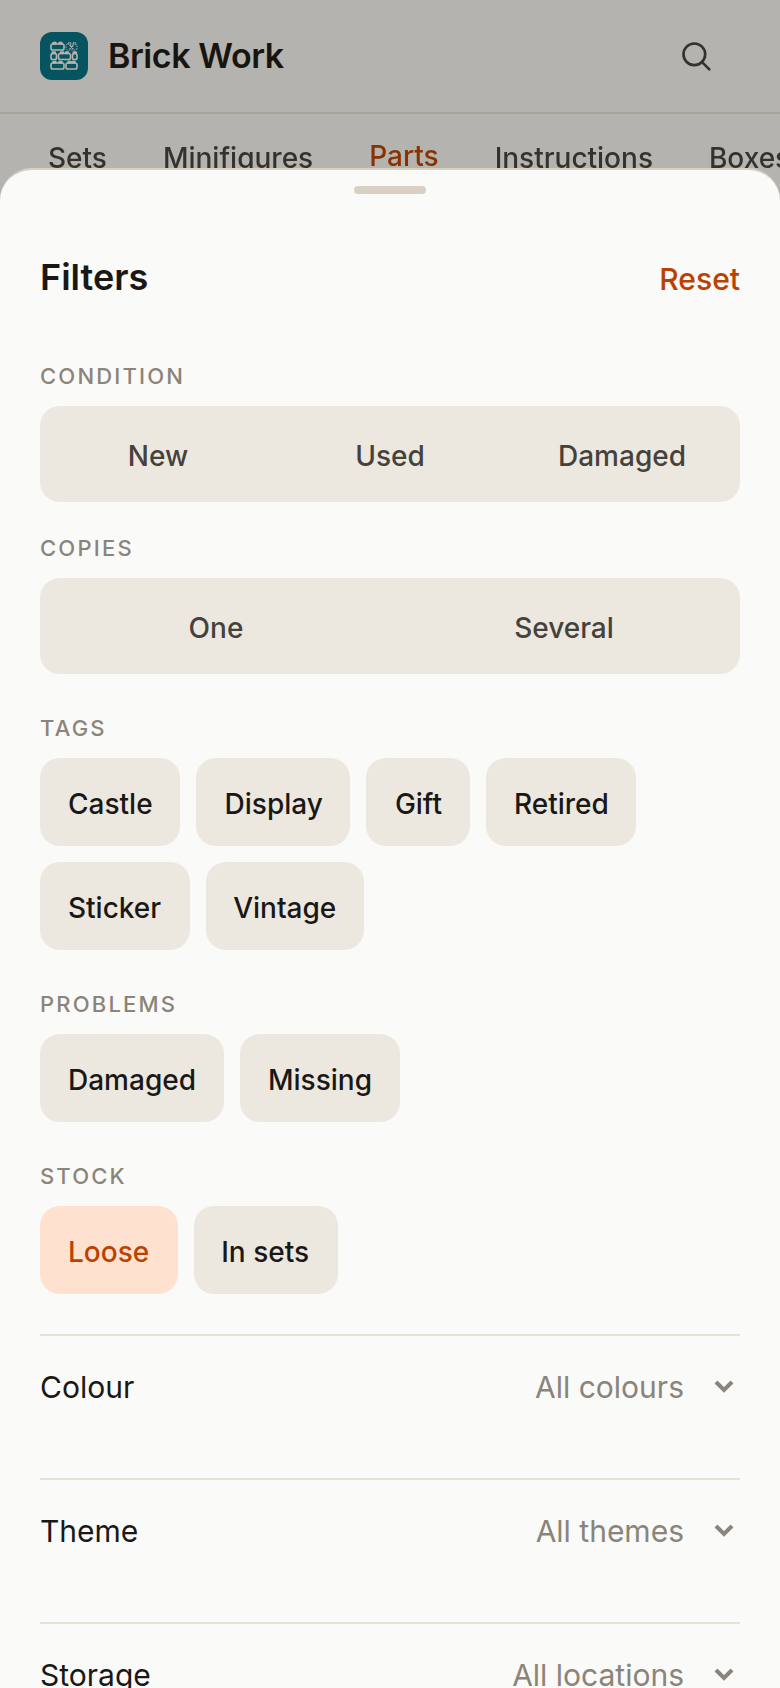 Brick Work
Sets Minifigures Parts Instructions Boxes
Filters Reset
CONDITION
New Used Damaged
COPIES
One Several
TAGS
Castle Display Gift Retired
Sticker Vintage
PROBLEMS
Damaged Missing
STOCK
Loose In sets
Colour All colours
Theme All themes
Storage All locations